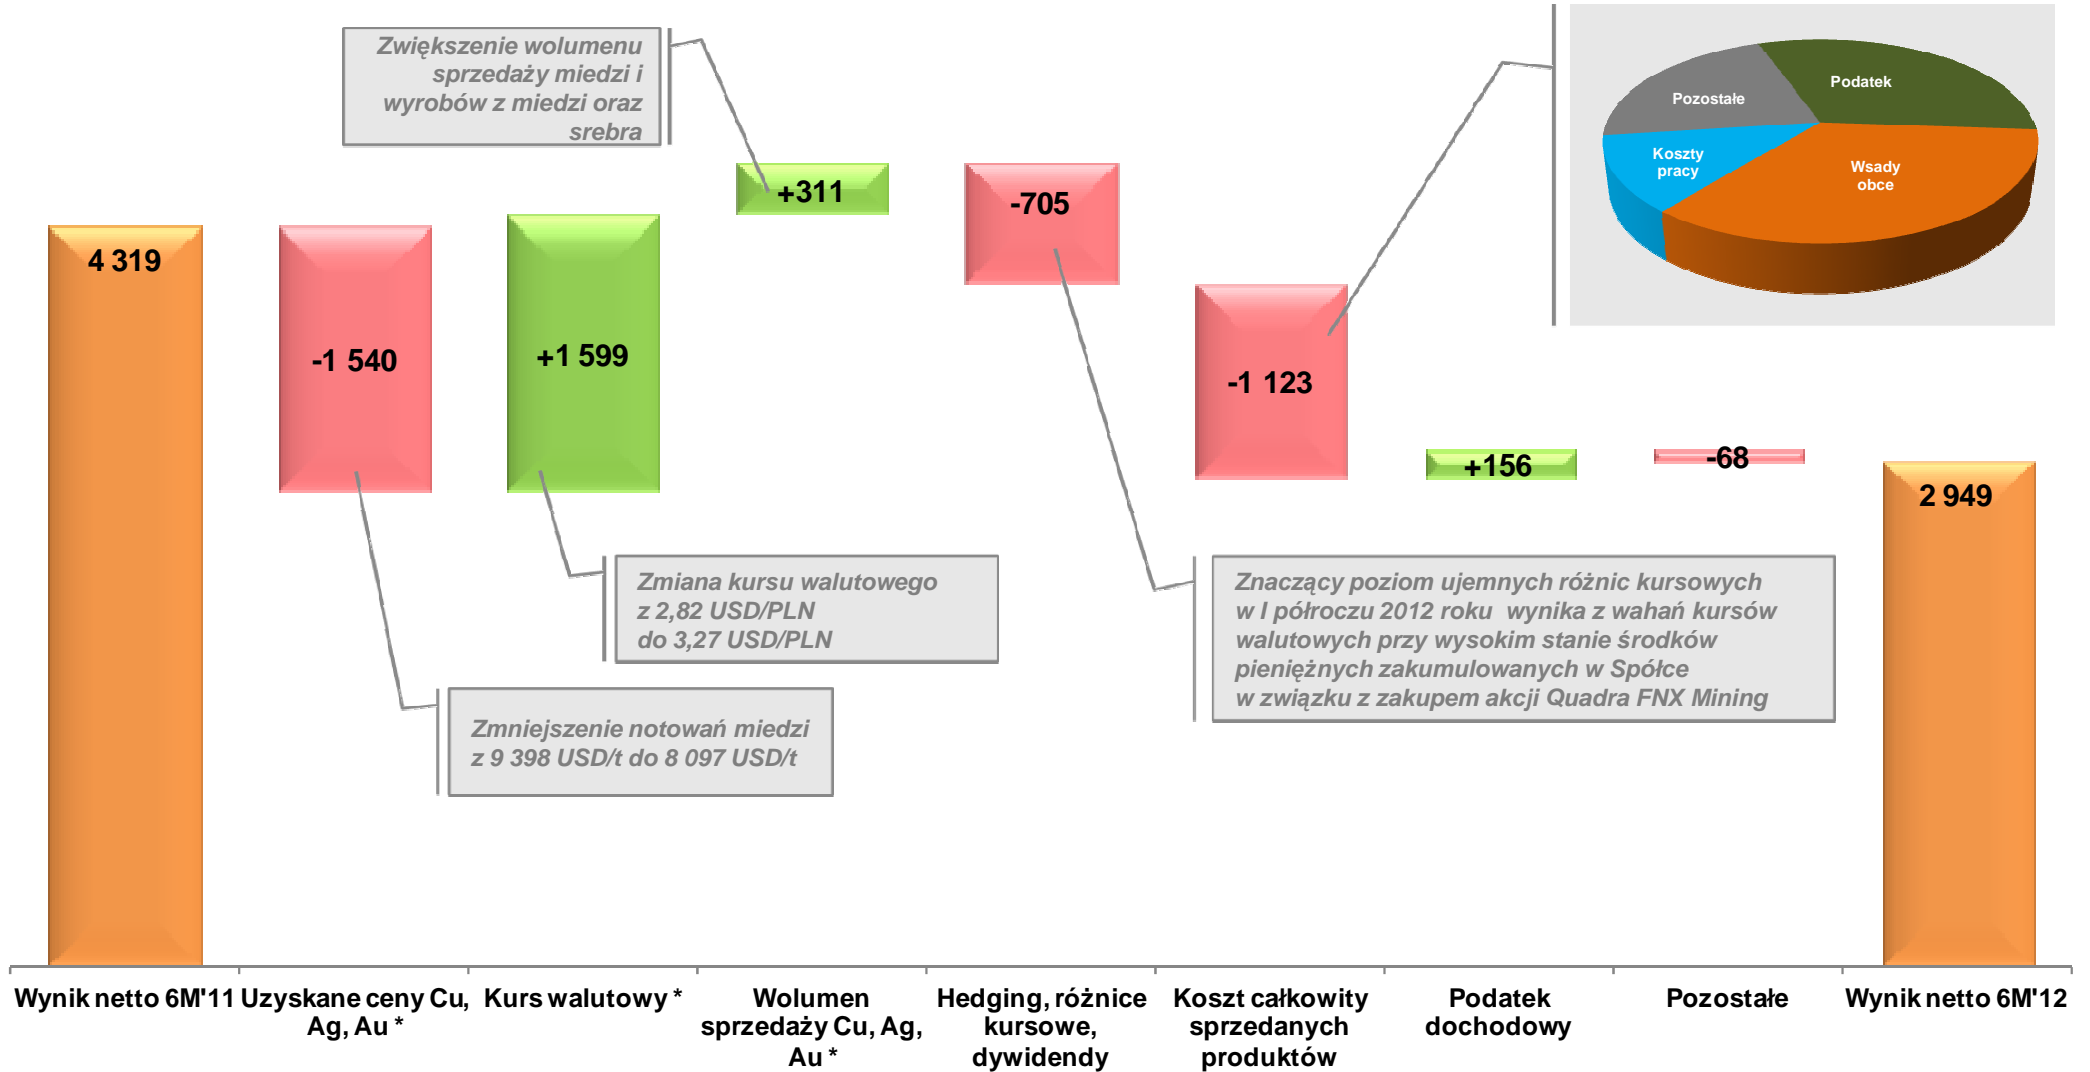 Zwiększenie wolumenu
sprzedaży miedzi i
wyrobów z miedzi oraz
srebra
Podatek
Pozostałe
Koszty
pracy
Wsady
obce
4 319
-1 540
+1 599
+311
-705
-1 123
+156
-68
2 949
Zmiana kursu walutowego
z 2,82 USD/PLN
do 3,27 USD/PLN
Znaczący poziom ujemnych różnic kursowych
w I półroczu 2012 roku wynika z wahań kursów
walutowych przy wysokim stanie środków
pieniężnych zakumulowanych w Spółce
w związku z zakupem akcji Quadra FNX Mining
Zmniejszenie notowań miedzi
z 9 398 USD/t do 8 097 USD/t
Wynik netto 6M'11
Uzyskane ceny Cu,
Ag, Au *
Kurs walutowy *
Wolumen
sprzedaży Cu, Ag,
Au *
Hedging, różnice
kursowe,
dywidendy
Koszt całkowity
sprzedanych
produktów
Podatek
dochodowy
Pozostałe
Wynik netto 6M'12